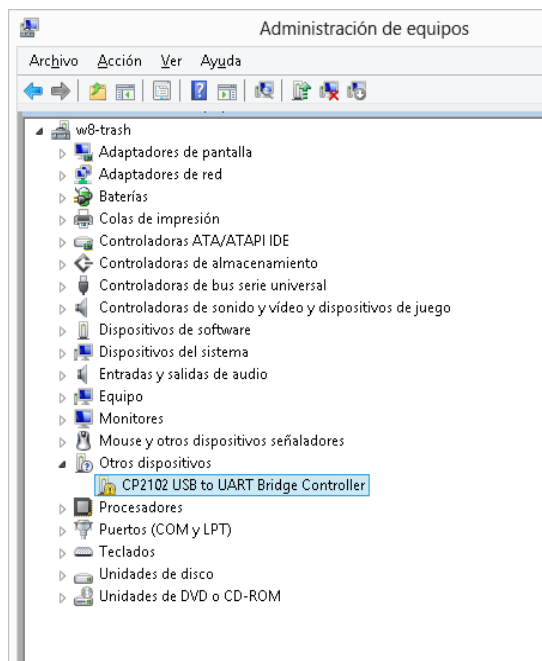 Administración de equipos
Archivo Acción Ver Ayuda
w8-trash
Adaptadores de pantalla
Adaptadores de red
Baterías
Colas de impresión
Controladoras ATA/ATAPI IDE
Controladoras de almacenamiento
Controladoras de bus serie universal
Controladoras de sonido y vídeo y dispositivos de juego
Dispositivos de software
Dispositivos del sistema
Entradas y salidas de audio
Equipo
Monitores
Mouse y otros dispositivos señaladores
Otros dispositivos
CP2102 USB to UART Bridge Controller
Procesadores
Puertos (COM y LPT)
Teclados
Unidades de disco
Unidades de DVD o CD-ROM